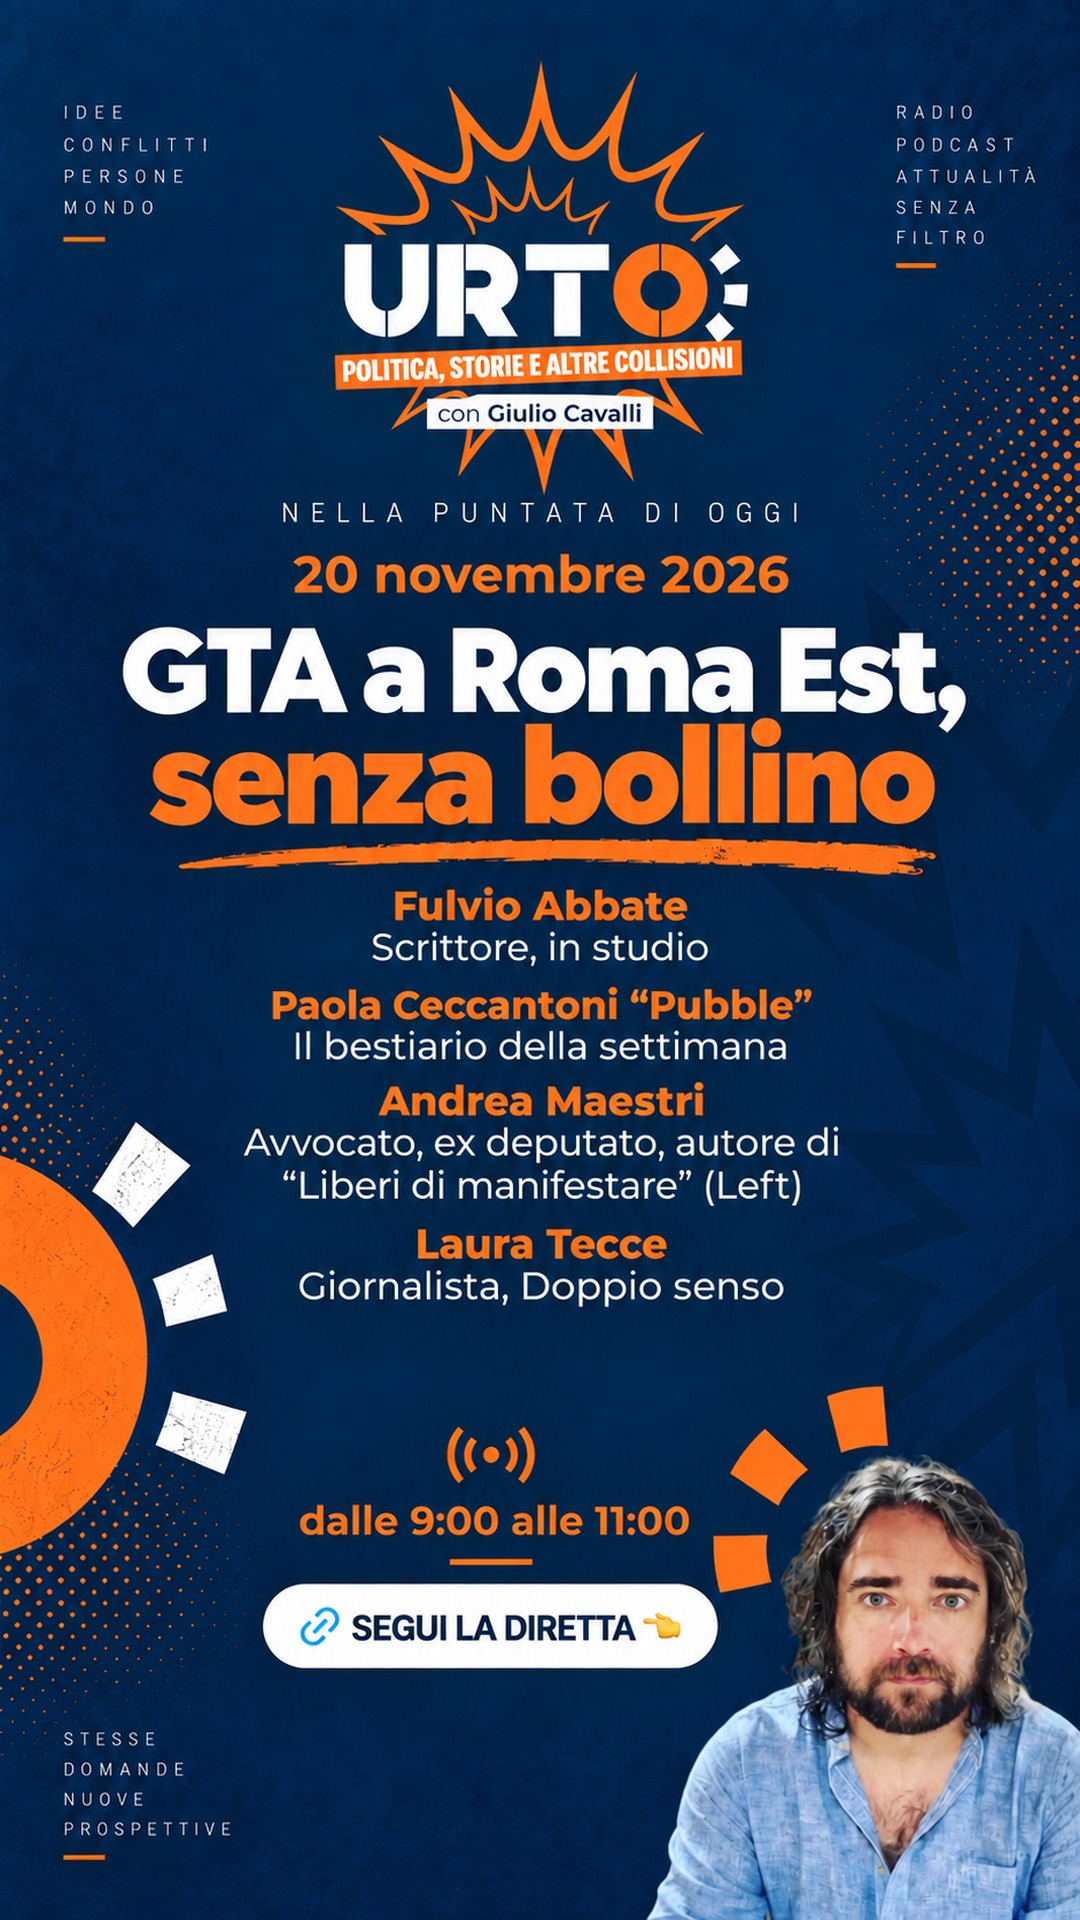 IDEE
CONFLITTI
PERSONE
MONDO
RADIO
PODCAST
ATTUALITÀ
SENZA
FILTRO
URTO
POLITICA, STORIE E ALTRE COLLISIONI
con Giulio Cavalli
NELLA PUNTATA DI OGGI
20 novembre 2026
GTA a Roma Est,
senza bollino
Fulvio Abbate
Scrittore, in studio
Paola Ceccantoni “Pubble”
Il bestiario della settimana
Andrea Maestri
Avvocato, ex deputato, autore di
“Liberi di manifestare” (Left)
Laura Tecce
Giornalista, Doppio senso
dalle 9:00 alle 11:00
SEGUI LA DIRETTA
STESSE
DOMANDE
NUOVE
PROSPETTIVE